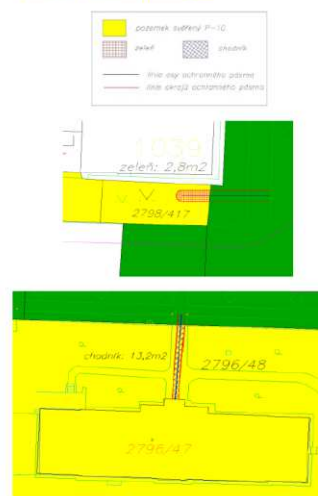 pozemek svěřený P-10
zeleň
chodník
linie osy ochranného pásma
linie okrajů ochranného pásma
1039
zeleň: 2,8m2
2798/417
chodník: 13,2m2
2796/48
2796/47